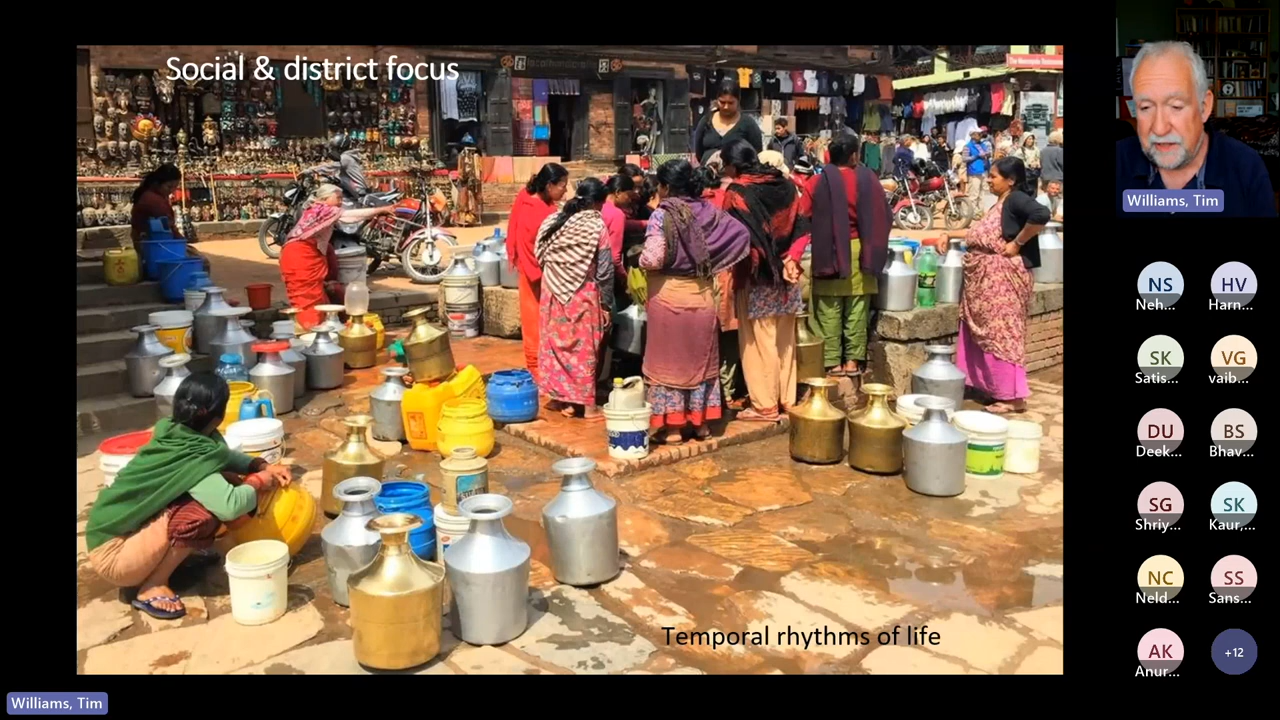 Social & district focus
Temporal rhythms of life
Williams, Tim
NS
HV
Neh...
Harn...
SK
VG
Satis...
vaib...
DU
BS
Deek...
Bhav...
SG
SK
Shriy...
Kaur,...
NC
SS
Neld...
Sans...
AK
+12
Anur...
Williams, Tim